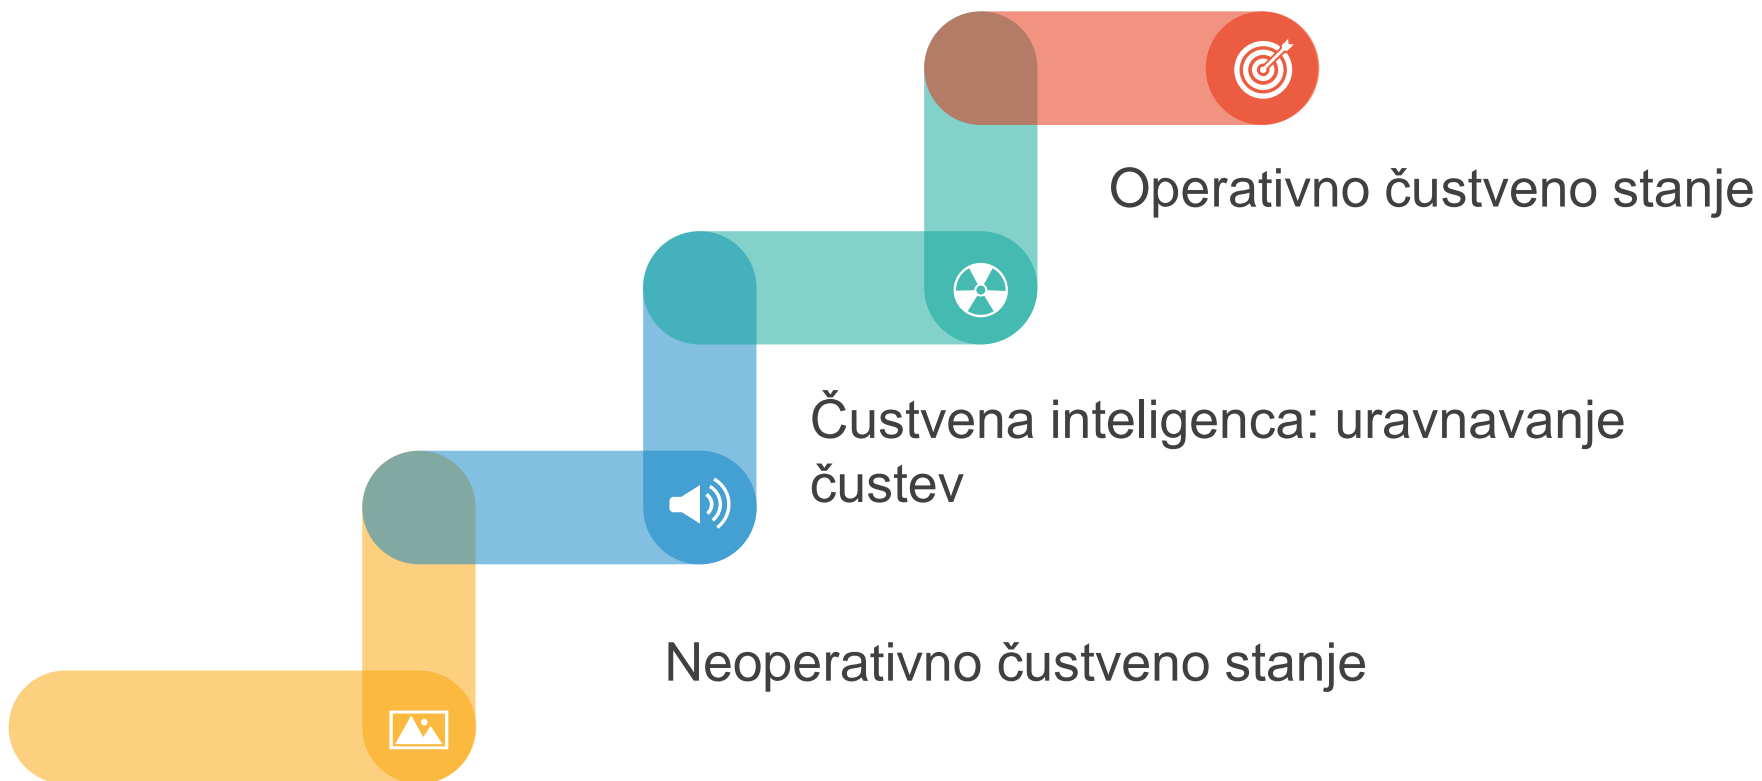 Operativno čustveno stanje
Čustvena inteligenca: uravnavanje
čustev
Neoperativno čustveno stanje